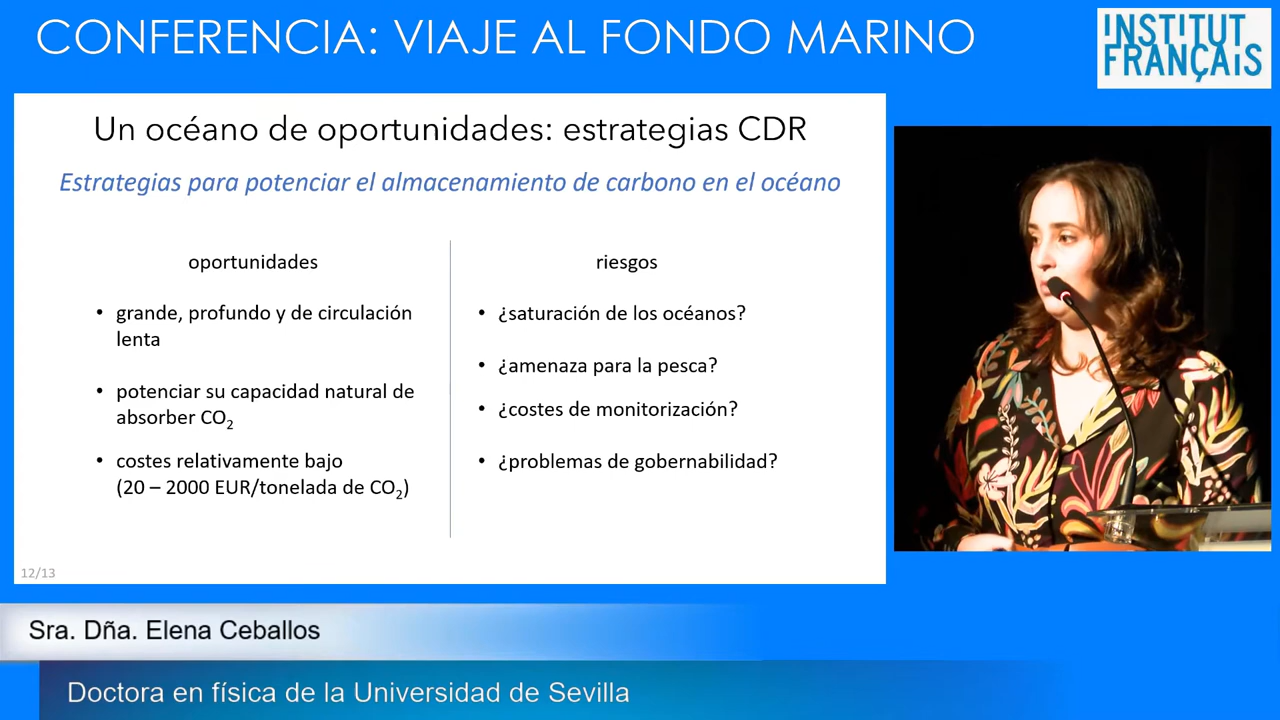 CONFERENCIA: VIAJE AL FONDO MARINO
INSTITUT
FRANÇAIS
Un océano de oportunidades: estrategias CDR
Estrategias para potenciar el almacenamiento de carbono en el océano
oportunidades
• grande, profundo y de circulación
lenta
• potenciar su capacidad natural de
absorber CO₂
• costes relativamente bajo
(20 – 2000 EUR/tonelada de CO₂)
riesgos
• ¿saturación de los océanos?
• ¿amenaza para la pesca?
• ¿costes de monitorización?
• ¿problemas de gobernabilidad?
12/13
Sra. Dña. Elena Ceballos
Doctora en física de la Universidad de Sevilla